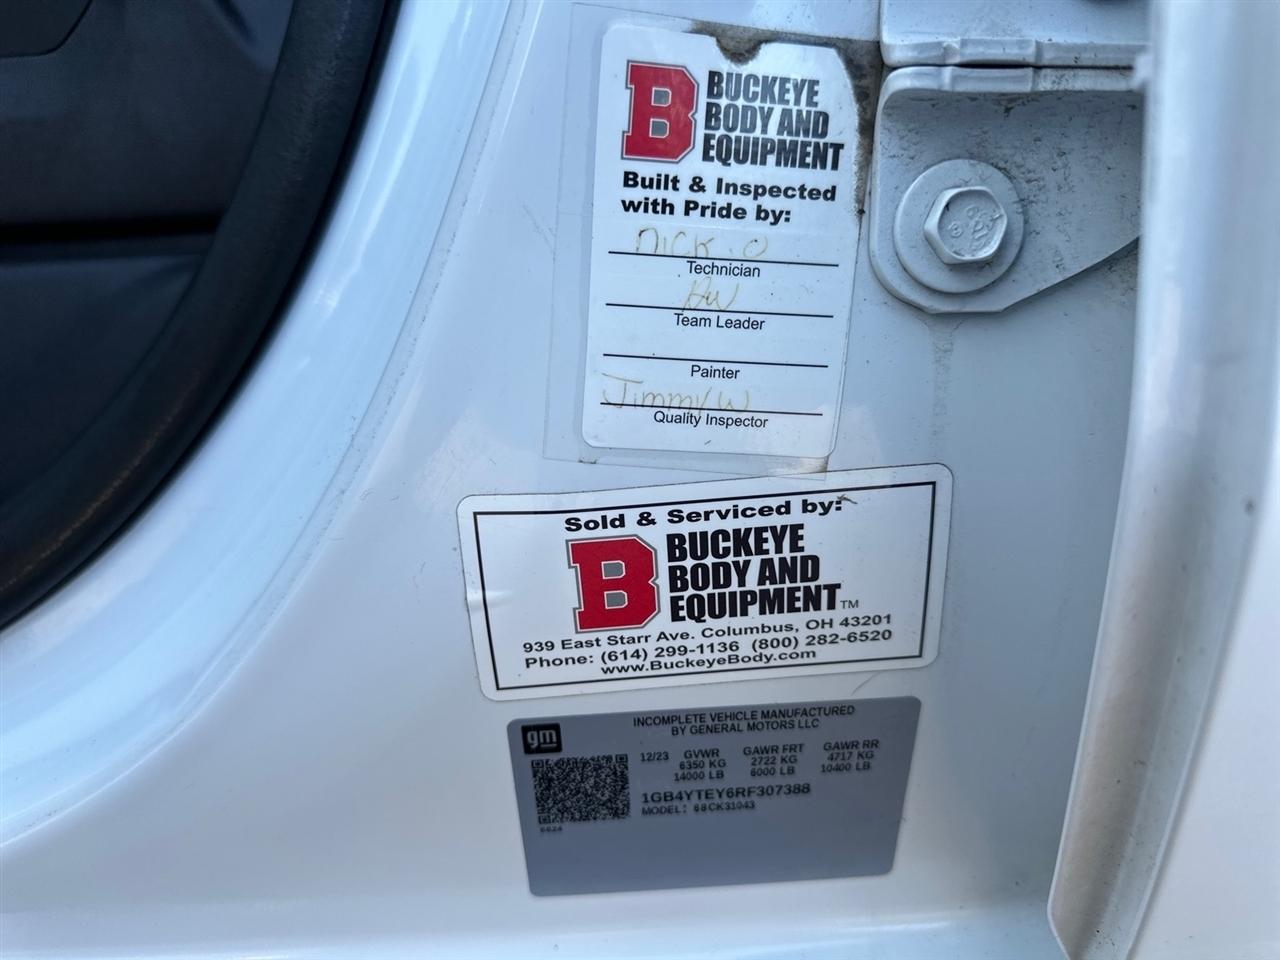 B BUCKEYE
BODY AND
EQUIPMENT
Built & Inspected
with Pride by:
NICK O
Technician
Team Leader
Painter
Jimmy W
Quality Inspector
Sold & Serviced by:
B BUCKEYE
BODY AND
EQUIPMENT™
939 East Starr Ave. Columbus, OH 43201
Phone: (614) 299-1136 (800) 282-6520
www.BuckeyeBody.com
gm
INCOMPLETE VEHICLE MANUFACTURED
BY GENERAL MOTORS LLC
12/23 GVWR GAWR FRT GAWR RR
6350 KG 2722 KG 4717 KG
14000 LB 6000 LB 10400 LB
1GB4YTEY6RF307388
MODEL: 68CK31043